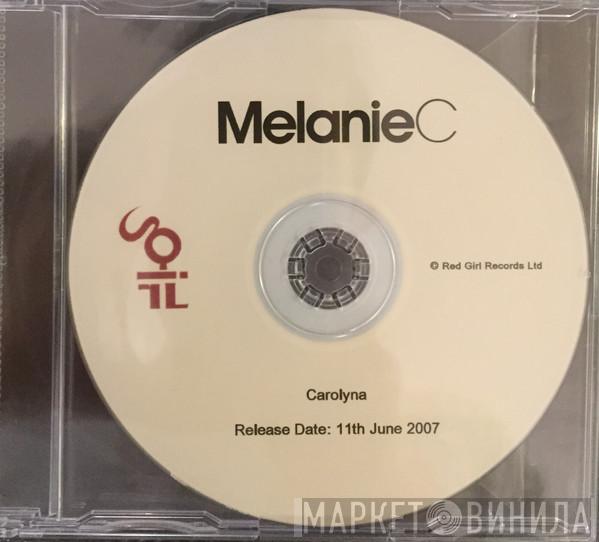 MelanieC
© Red Girl Records Ltd
Carolyna
Release Date: 11th June 2007
МАРКЕТ ВИНИЛА